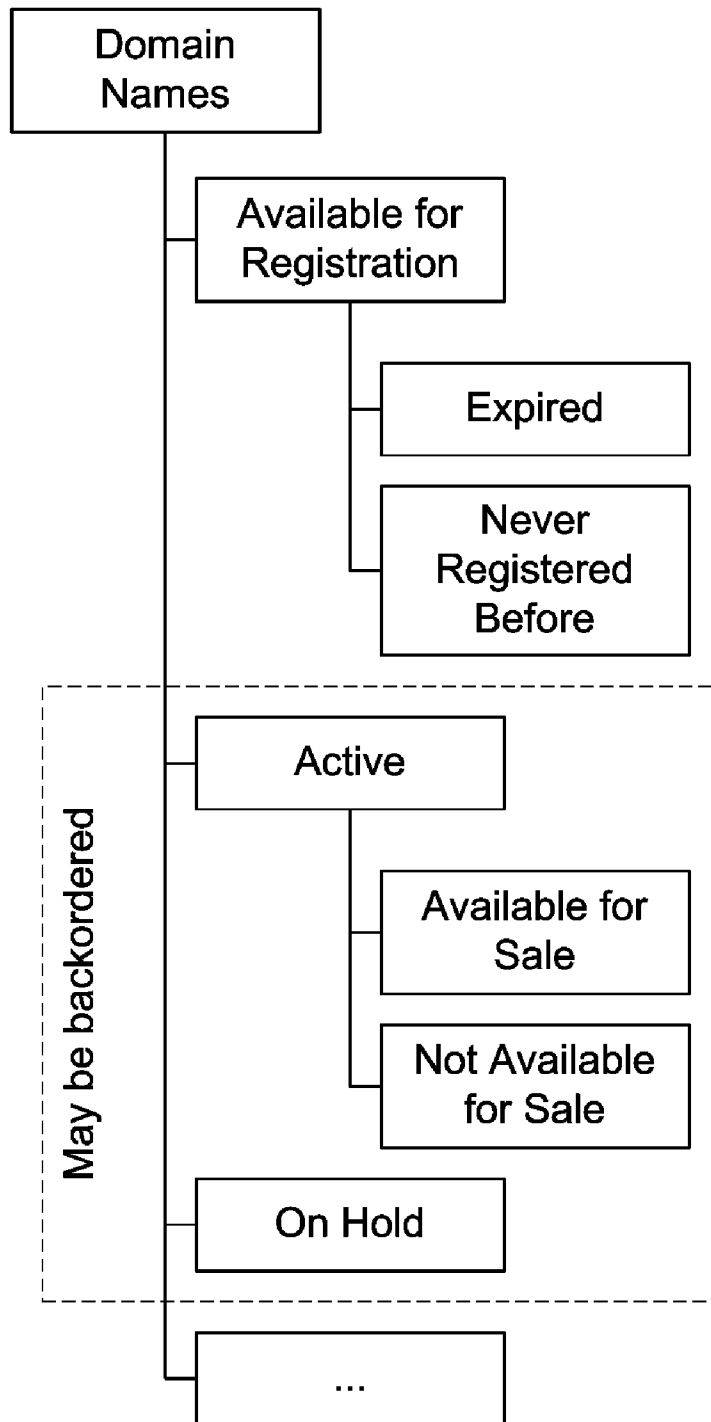 Domain
Names
Available for
Registration
Expired
Never
Registered
Before
May be backordered
Active
Available for
Sale
Not Available
for Sale
On Hold
...